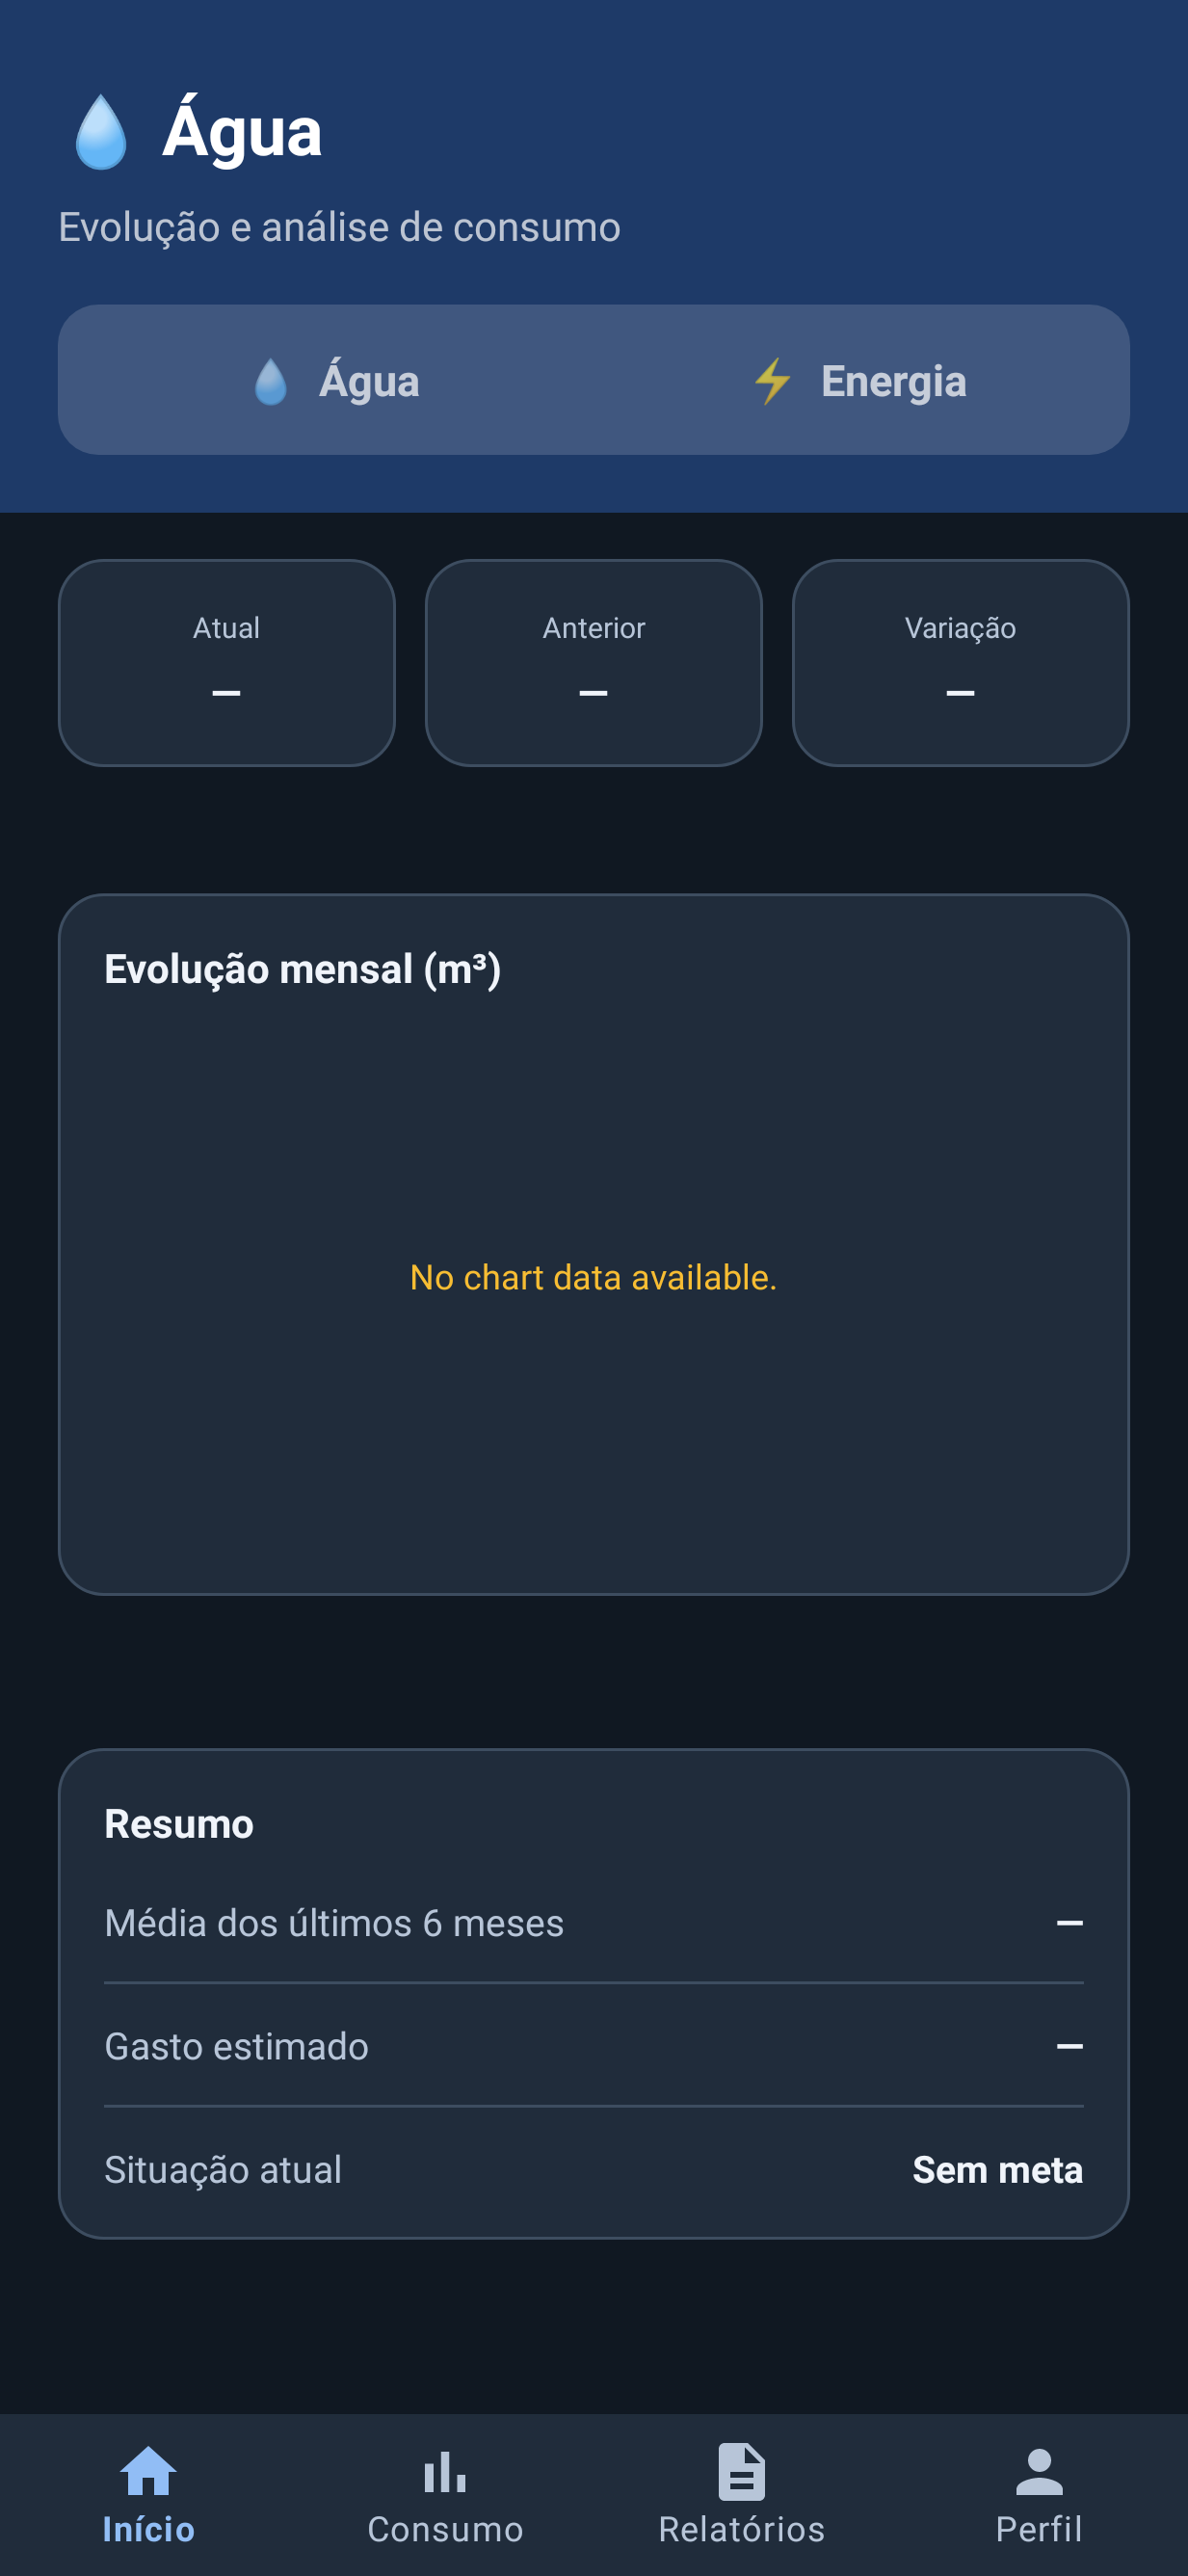 Água
Evolução e análise de consumo
Água
Energia
Atual
Anterior
Variação
—
—
—
Evolução mensal (m³)
No chart data available.
Resumo
Média dos últimos 6 meses —
Gasto estimado —
Situação atual Sem meta
Início
Consumo
Relatórios
Perfil